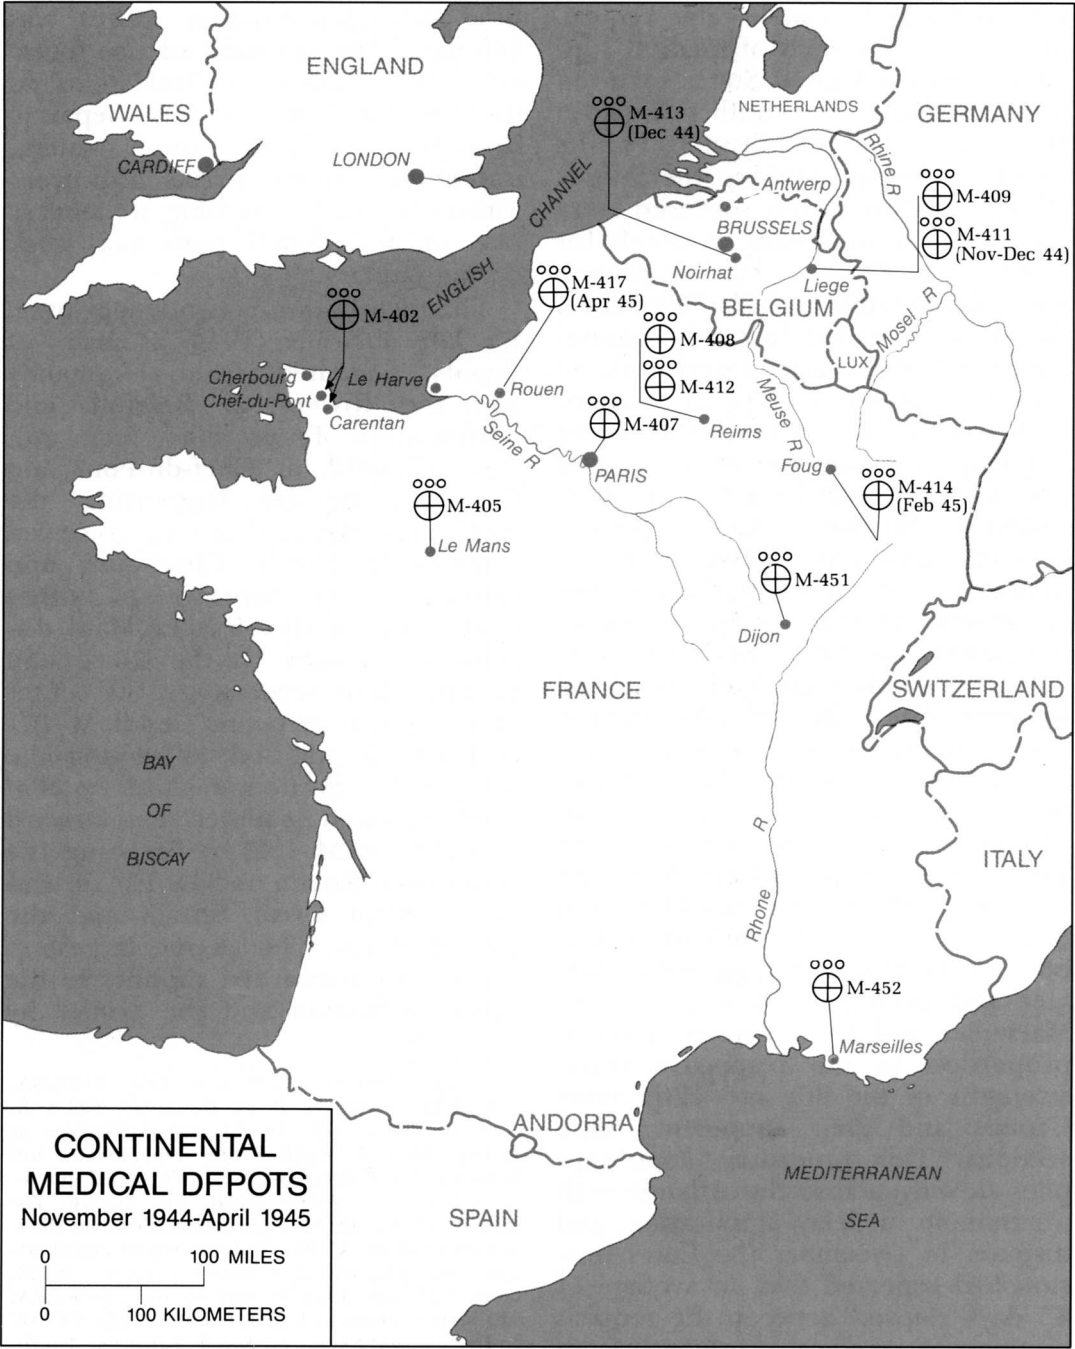 ENGLAND
WALES
CARDIFF
LONDON
NETHERLANDS
GERMANY
M-413
(Dec 44)
Rhine R
ENGLISH CHANNEL
Antwerp
BRUSSELS
Noirhat
Liege
M-409
M-411
(Nov-Dec 44)
M-417
(Apr 45)
BELGIUM
Mosel R
LUX
M-402
M-408
M-412
M-407
Cherbourg
Chef-du-Pont
Carentan
Le Harve
Rouen
Seine R
Reims
Meuse R
PARIS
Foug
M-414
(Feb 45)
M-405
Le Mans
M-451
Dijon
FRANCE
SWITZERLAND
BAY
OF
BISCAY
ITALY
Rhone R
M-452
Marseilles
ANDORRA
SPAIN
MEDITERRANEAN
SEA
CONTINENTAL
MEDICAL DFPOTS
November 1944-April 1945
0 100 MILES
0 100 KILOMETERS